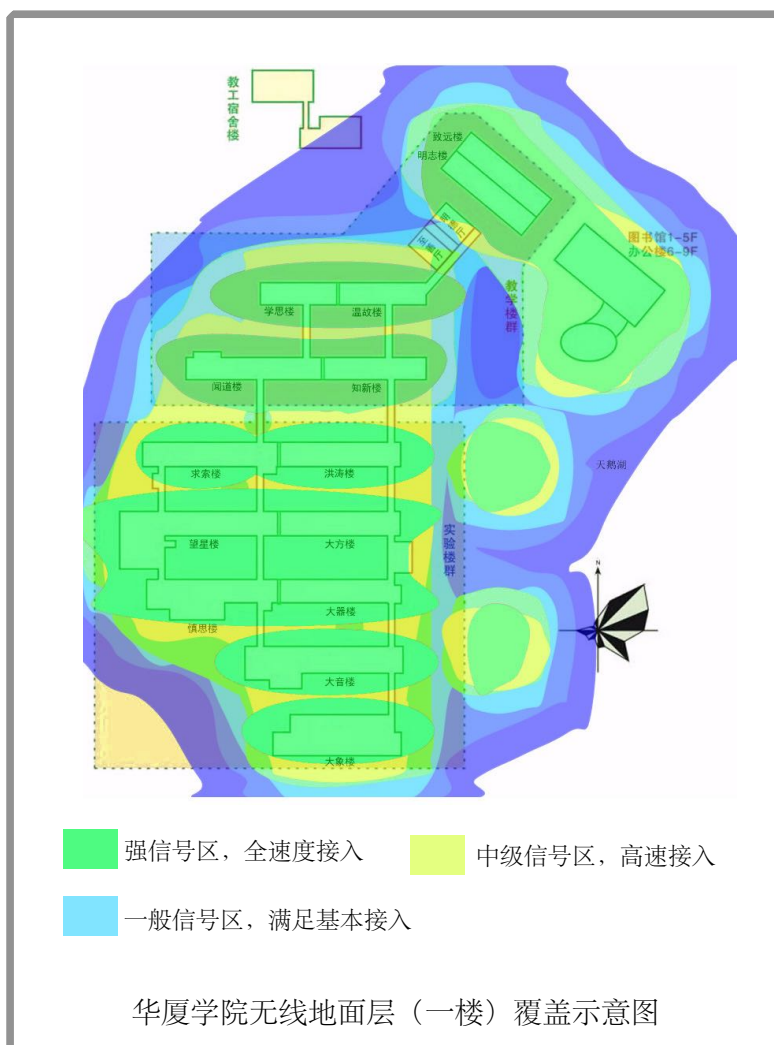 教工宿舍楼
致远楼
明志楼
图书馆1-5F
办公楼6-9F
教学楼群
学思楼
温故楼
闻道楼
知新楼
天鹅湖
求索楼
洪涛楼
实验楼群
望星楼
大方楼
N
大器楼
慎思楼
大音楼
大象楼
强信号区，全速度接入
中级信号区，高速接入
一般信号区，满足基本接入
华厦学院无线地面层（一楼）覆盖示意图